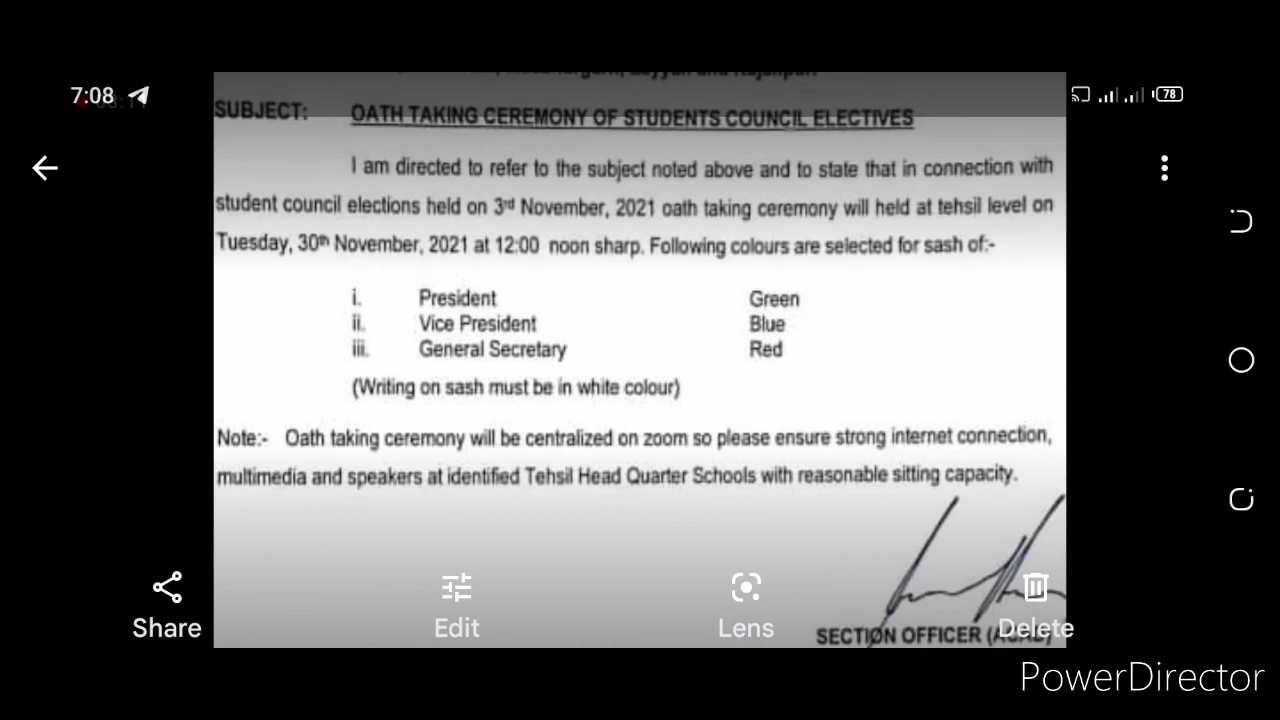 7:08
78
SUBJECT: OATH TAKING CEREMONY OF STUDENTS COUNCIL ELECTIVES
I am directed to refer to the subject noted above and to state that in connection with
student council elections held on 3rd November, 2021 oath taking ceremony will held at tehsil level on
Tuesday, 30th November, 2021 at 12:00 noon sharp. Following colours are selected for sash of:-
i. President Green
ii. Vice President Blue
iii. General Secretary Red
(Writing on sash must be in white colour)
Note:- Oath taking ceremony will be centralized on zoom so please ensure strong internet connection,
multimedia and speakers at identified Tehsil Head Quarter Schools with reasonable sitting capacity.
SECTION OFFICER
Share Edit Lens Delete
PowerDirector